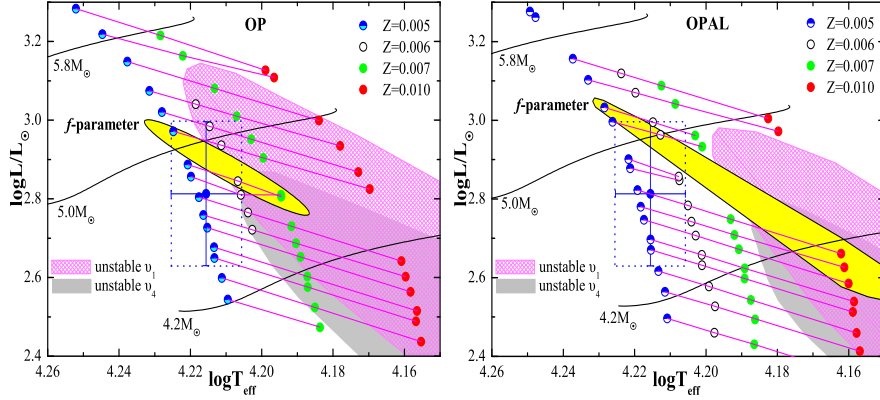 OP
Z=0.005
Z=0.006
Z=0.007
Z=0.010
5.8M☉
f-parameter
5.0M☉
unstable υ₁
unstable υ₄
4.2M☉
logL/L☉
3.2
3.0
2.8
2.6
2.4
4.26
4.24
4.22
4.20
4.18
4.16
logTeff
OPAL
Z=0.005
Z=0.006
Z=0.007
Z=0.010
5.8M☉
f-parameter
5.0M☉
unstable υ₁
unstable υ₄
4.2M☉
logL/L☉
3.2
3.0
2.8
2.6
2.4
4.26
4.24
4.22
4.20
4.18
4.16
logTeff